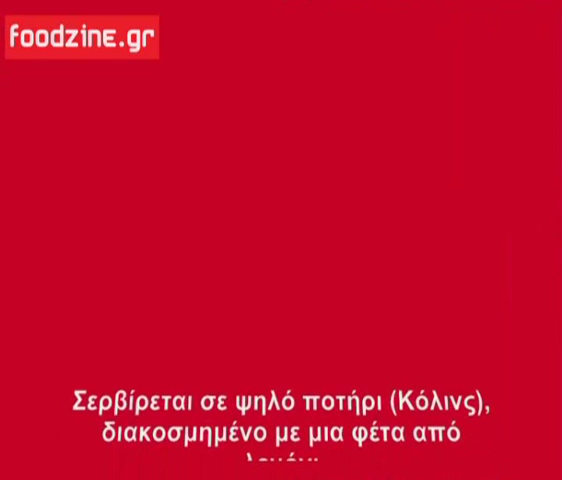 foodzine.gr
Σερβίρεται σε ψηλό ποτήρι (Κόλινς),
διακοσμημένο με μια φέτα από